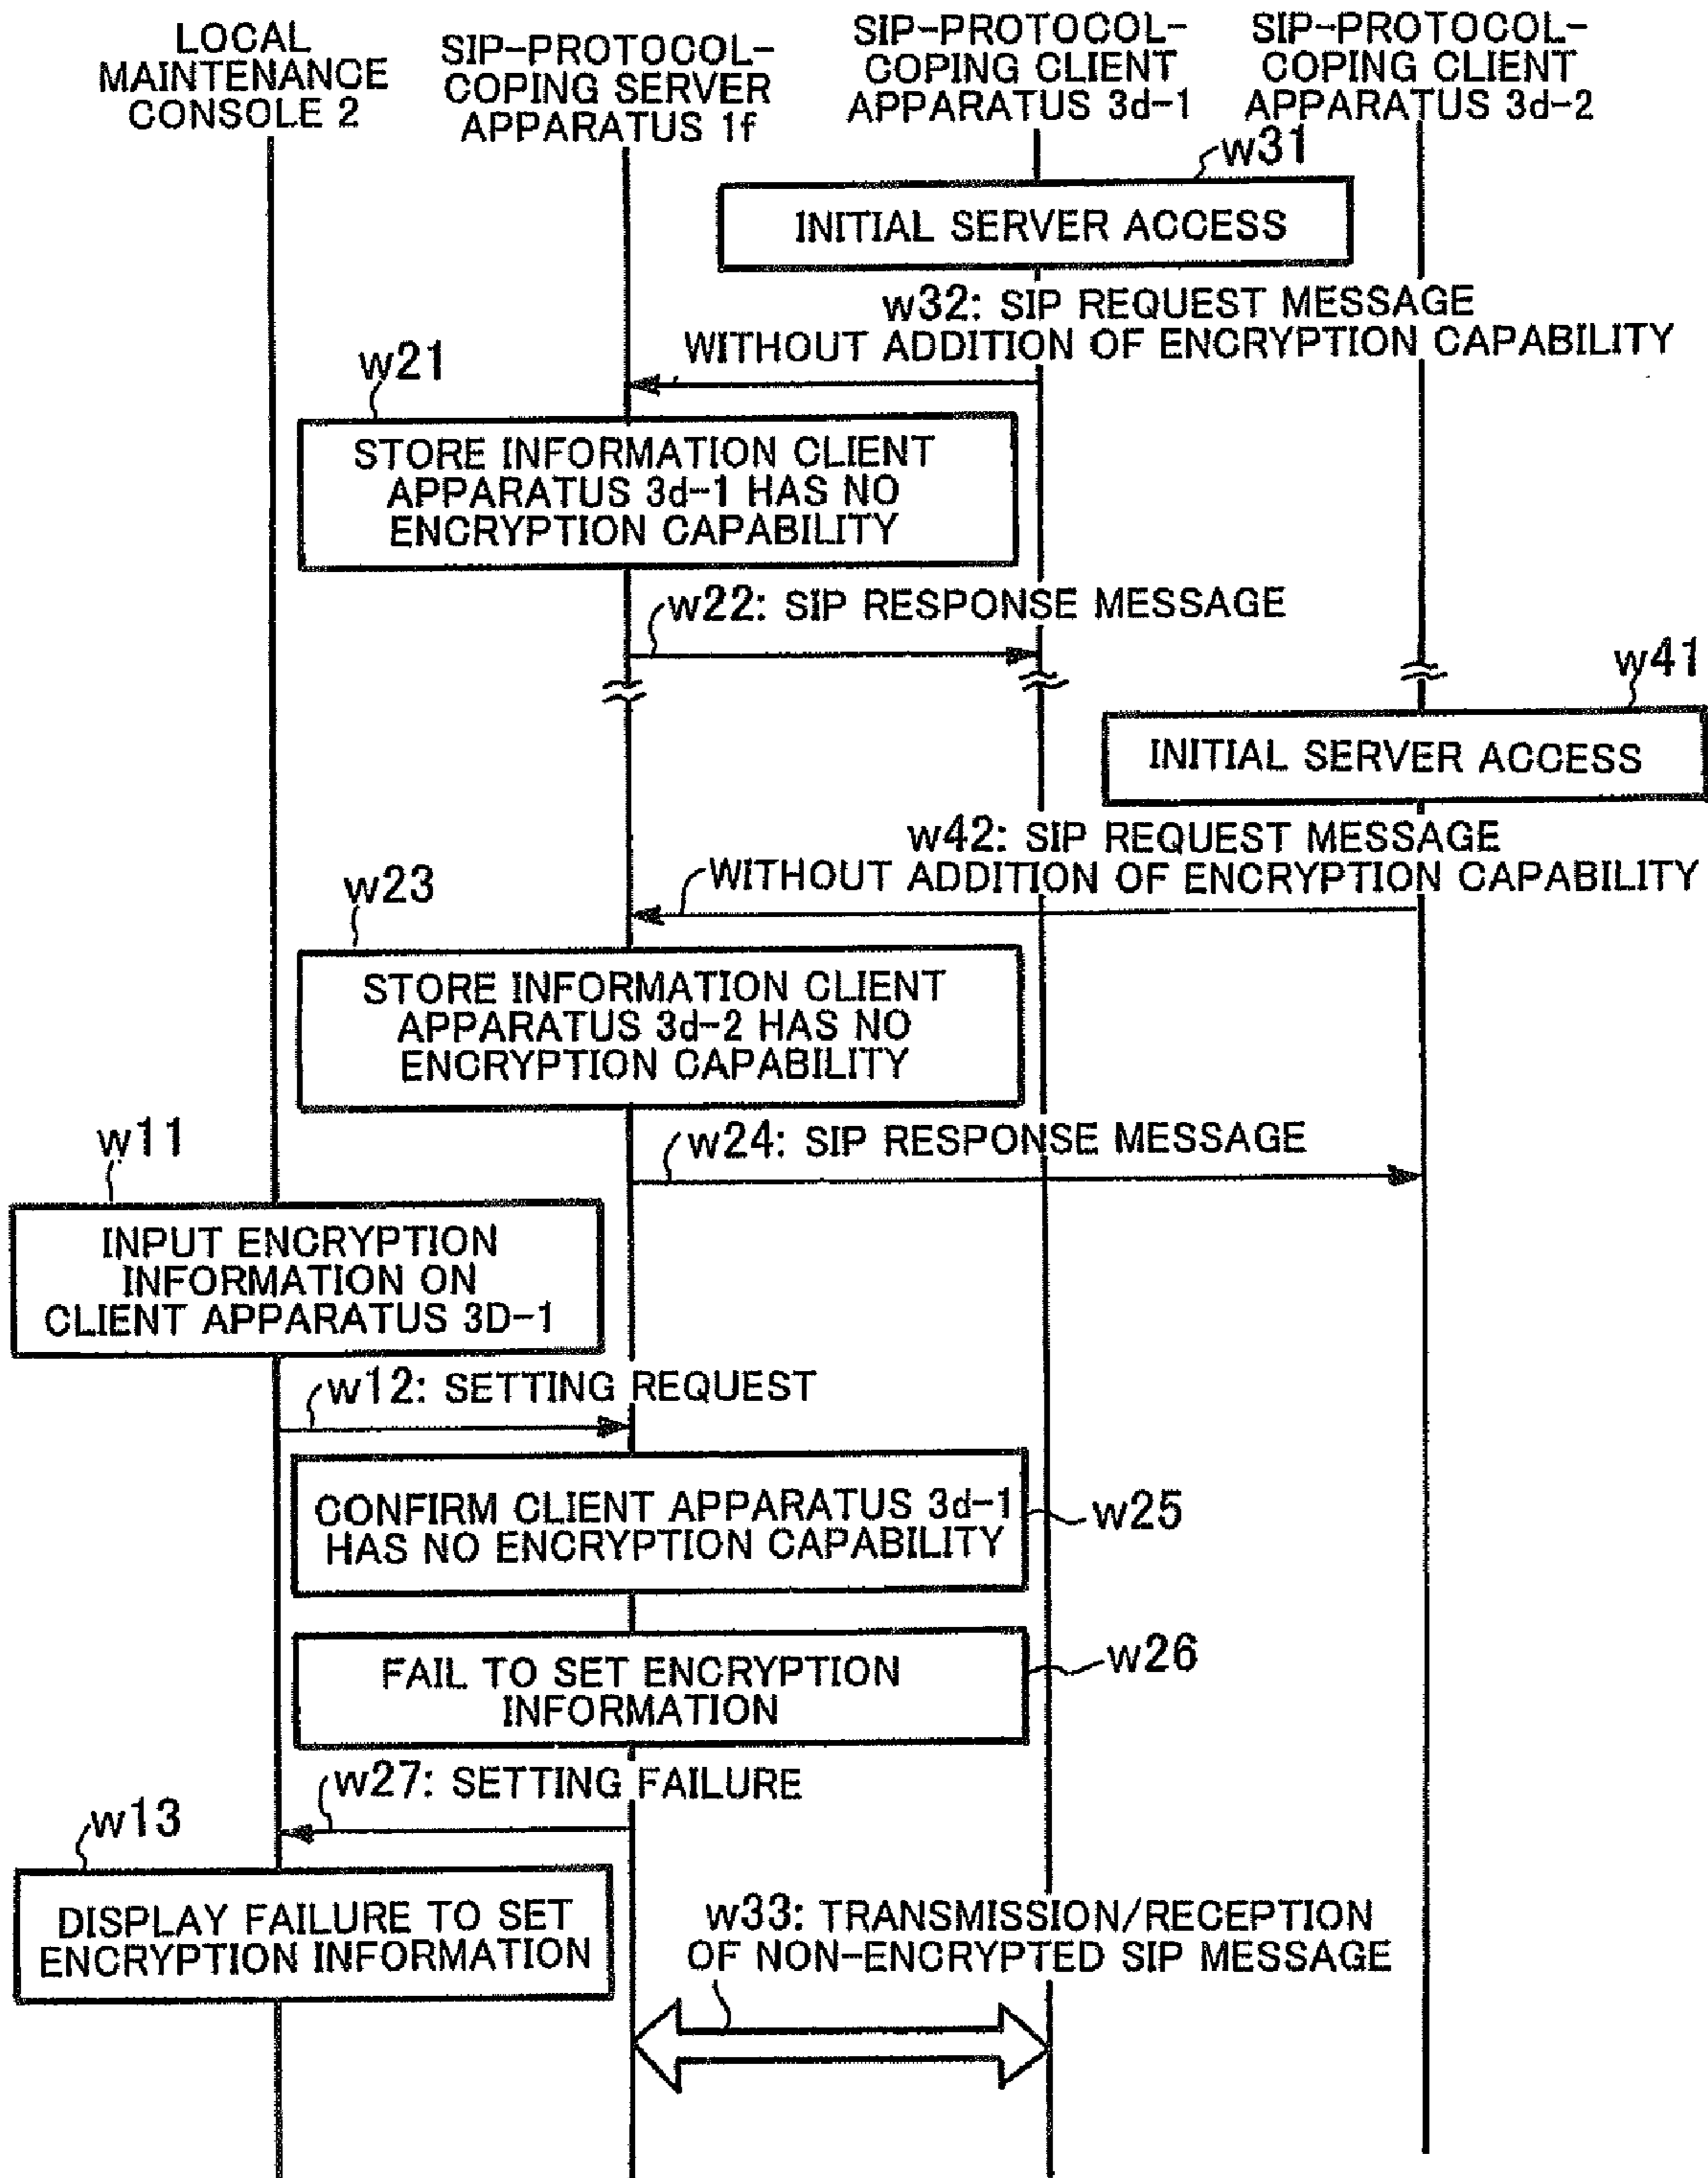 LOCAL
MAINTENANCE
CONSOLE 2
SIP-PROTOCOL-
COPING SERVER
APPARATUS 1f
SIP-PROTOCOL-
COPING CLIENT
APPARATUS 3d-1
SIP-PROTOCOL-
COPING CLIENT
APPARATUS 3d-2
w31
INITIAL SERVER ACCESS
w32: SIP REQUEST MESSAGE
WITHOUT ADDITION OF ENCRYPTION CAPABILITY
w21
STORE INFORMATION CLIENT
APPARATUS 3d-1 HAS NO
ENCRYPTION CAPABILITY
w22: SIP RESPONSE MESSAGE
w41
INITIAL SERVER ACCESS
w42: SIP REQUEST MESSAGE
WITHOUT ADDITION OF ENCRYPTION CAPABILITY
w23
STORE INFORMATION CLIENT
APPARATUS 3d-2 HAS NO
ENCRYPTION CAPABILITY
w24: SIP RESPONSE MESSAGE
w11
INPUT ENCRYPTION
INFORMATION ON
CLIENT APPARATUS 3D-1
w12: SETTING REQUEST
CONFIRM CLIENT APPARATUS 3d-1
HAS NO ENCRYPTION CAPABILITY
w25
FAIL TO SET ENCRYPTION
INFORMATION
w26
w27: SETTING FAILURE
w13
DISPLAY FAILURE TO SET
ENCRYPTION INFORMATION
w33: TRANSMISSION/RECEPTION
OF NON-ENCRYPTED SIP MESSAGE